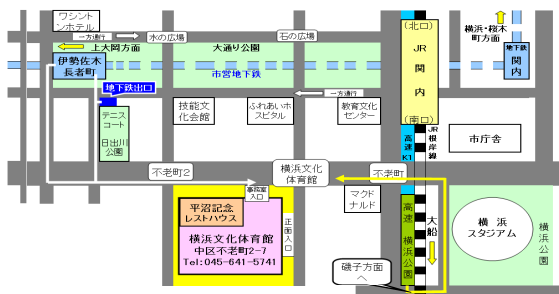 ワシント
ンホテル
一方通行
水の広場
石の広場
(北口)
横浜・桜木
町方面
上大岡方面
大通り公園
JR
関
内
地下鉄
関
内
伊勢佐木
長者町
市営地下鉄
地下鉄出口
一方通行
テニス
コート
日出川
公園
技能文
化会館
ふれあいホ
スピタル
教育文化
センター
(南口)
高速K1
JR根岸線
市庁舎
不老町2
横浜文化
体育館
不老町
事務室
入口
マクド
ナルド
平沼記念
レストハウス
正面入口
横浜文化体育館
中区不老町2-7
Tel:045-641-5741
高速
横浜公園
大船
横浜
スタジアム
磯子方面
へ